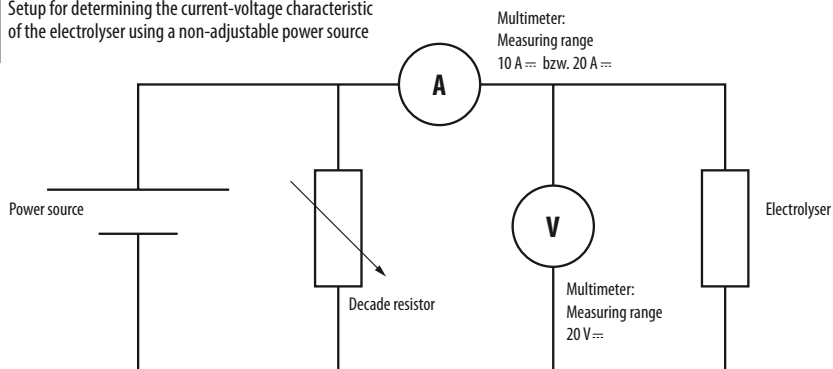 Setup for determining the current-voltage characteristic
of the electrolyser using a non-adjustable power source
Multimeter:
Measuring range
10 A ⎓ bzw. 20 A ⎓
A
Power source
V
Electrolyser
Decade resistor
Multimeter:
Measuring range
20 V ⎓